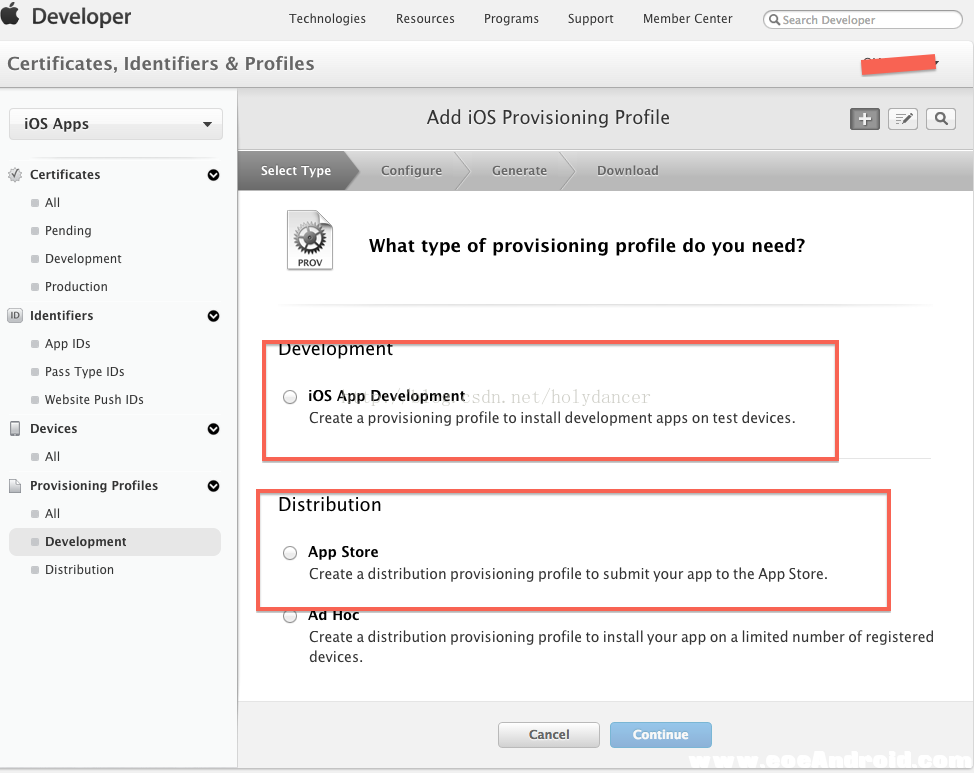 Developer
Technologies Resources Programs Support Member Center Search Developer
Certificates, Identifiers & Profiles
iOS Apps
Certificates
All
Pending
Development
Production
ID Identifiers
App IDs
Pass Type IDs
Website Push IDs
Devices
All
Provisioning Profiles
All
Development
Distribution
Add iOS Provisioning Profile
Select Type Configure Generate Download
PROV
What type of provisioning profile do you need?
Development
iOS App Development
http://blog.csdn.net/holydancer
Create a provisioning profile to install development apps on test devices.
Distribution
App Store
Create a distribution provisioning profile to submit your app to the App Store.
Ad Hoc
Create a distribution provisioning profile to install your app on a limited number of registered
devices.
Cancel Continue
www.eoeAndroid.com